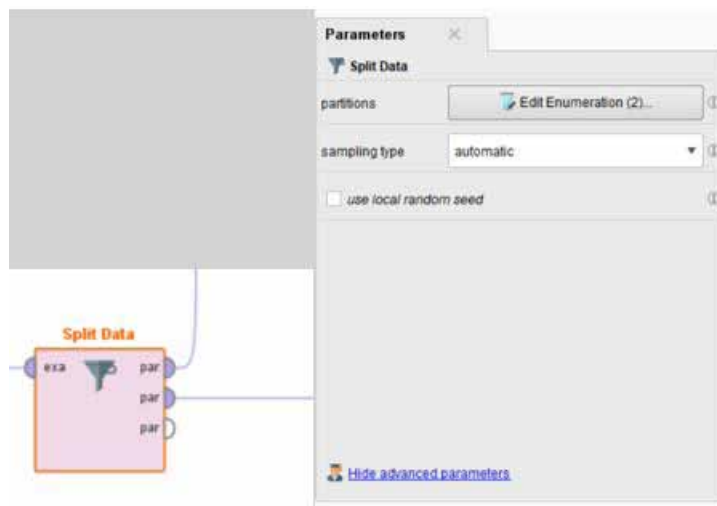 Parameters
Split Data
partitions
Edit Enumeration (2)...
sampling type
automatic
use local random seed
Split Data
exa
par
par
par
Hide advanced parameters